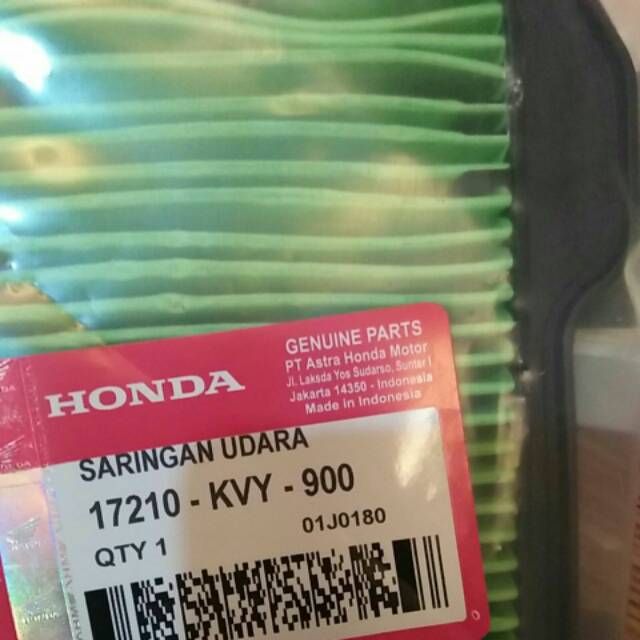 GENUINE PARTS
PT Astra Honda Motor
Jl. Laksda Yos Sudarso, Sunter I
Jakarta 14350 - Indonesia
Made in Indonesia
HONDA
SARINGAN UDARA
17210 - KVY - 900
01J0180
QTY 1